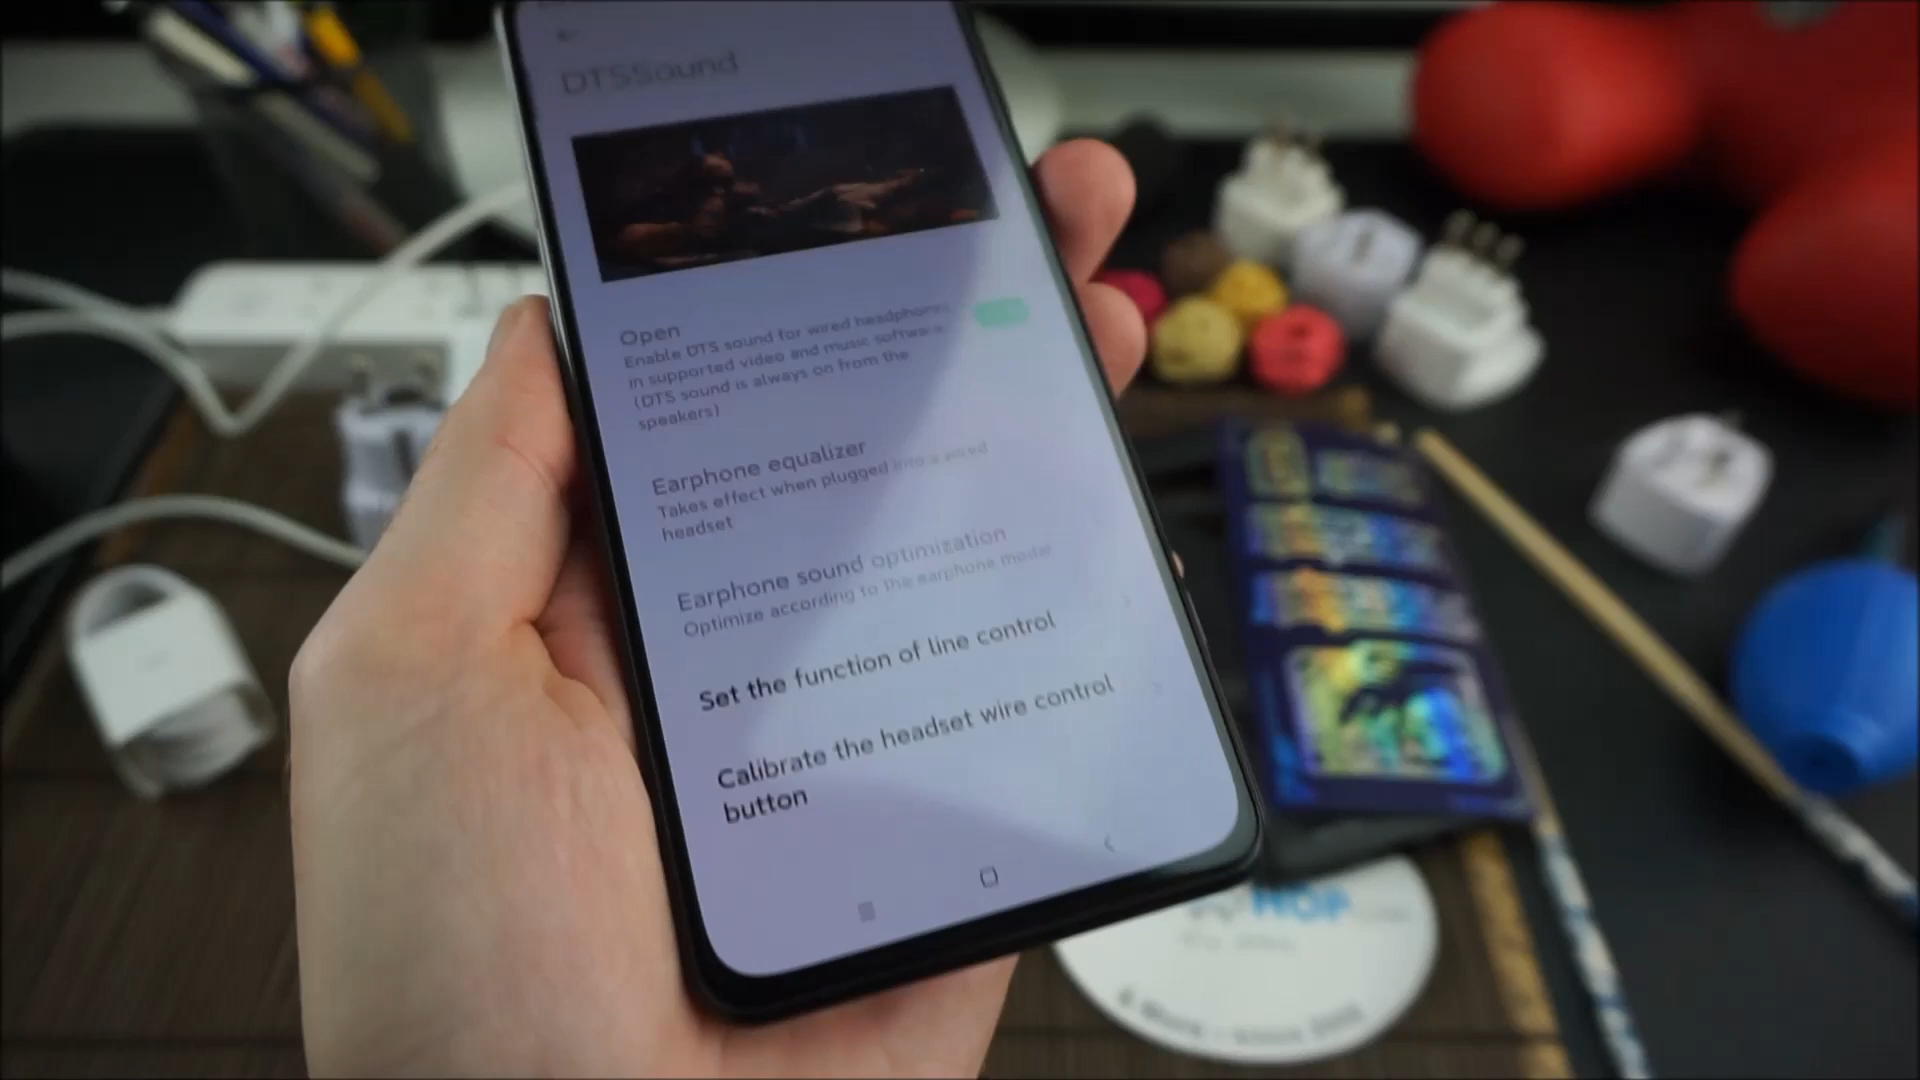 DTSSound
Open
Enable DTS sound for wired headphones
in supported video and music software.
(DTS sound is always on from the
speakers)
Earphone equalizer
Takes effect when plugged into a wired
headset
Earphone sound optimization
Optimize according to the earphone model
Set the function of line control
Calibrate the headset wire control
button